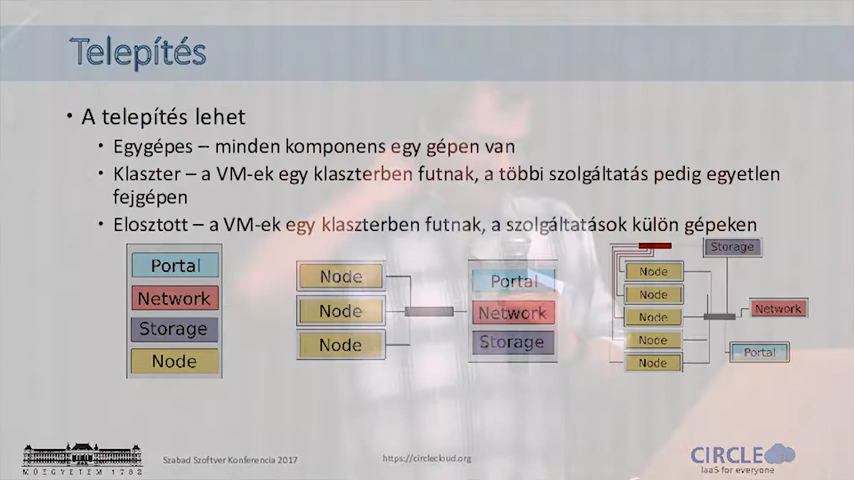 Telepítés
• A telepítés lehet
• Egygépes – minden komponens egy gépen van
• Klaszter – a VM-ek egy klaszterben futnak, a többi szolgáltatás pedig egyetlen
fejgépen
• Elosztott – a VM-ek egy klaszterben futnak, a szolgáltatások külön gépeken
Portal
Network
Storage
Node
Node
Node
Node
Portal
Network
Storage
Storage
Node
Node
Node
Node
Node
Network
Portal
MŰEGYETEM 1782
Szabad Szoftver Konferencia 2017
https://circlecloud.org
CIRCLE
IaaS for everyone